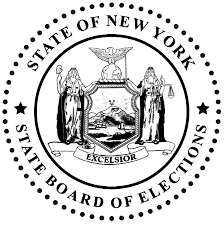 STATE OF NEW YORK
EXCELSIOR
STATE BOARD OF ELECTIONS